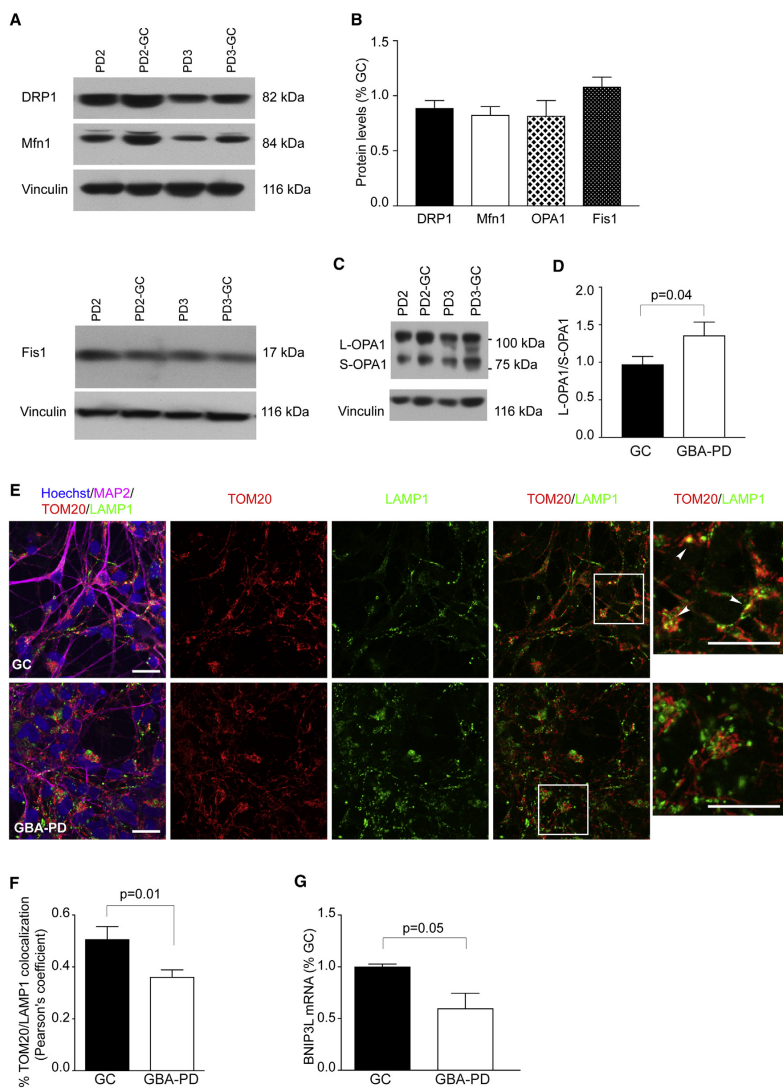 A
PD2
PD2-GC
PD3
PD3-GC
DRP1
82 kDa
Mfn1
84 kDa
Vinculin
116 kDa
PD2
PD2-GC
PD3
PD3-GC
Fis1
17 kDa
Vinculin
116 kDa
B
Protein levels (% GC)
1.5
1.0
0.5
0.0
DRP1 Mfn1 OPA1 Fis1
C
PD2
PD2-GC
PD3
PD3-GC
L-OPA1
100 kDa
S-OPA1
75 kDa
Vinculin
116 kDa
D
p=0.04
L-OPA1/S-OPA1
2.0
1.5
1.0
0.5
0.0
GC GBA-PD
E
Hoechst/MAP2/
TOM20/LAMP1
TOM20
LAMP1
TOM20/LAMP1
TOM20/LAMP1
GC
GBA-PD
F
p=0.01
% TOM20/LAMP1 colocalization
(Pearson's coefficient)
0.6
0.4
0.2
0.0
GC GBA-PD
G
p=0.05
BNIP3L mRNA (% GC)
1.5
1.0
0.5
0.0
GC GBA-PD